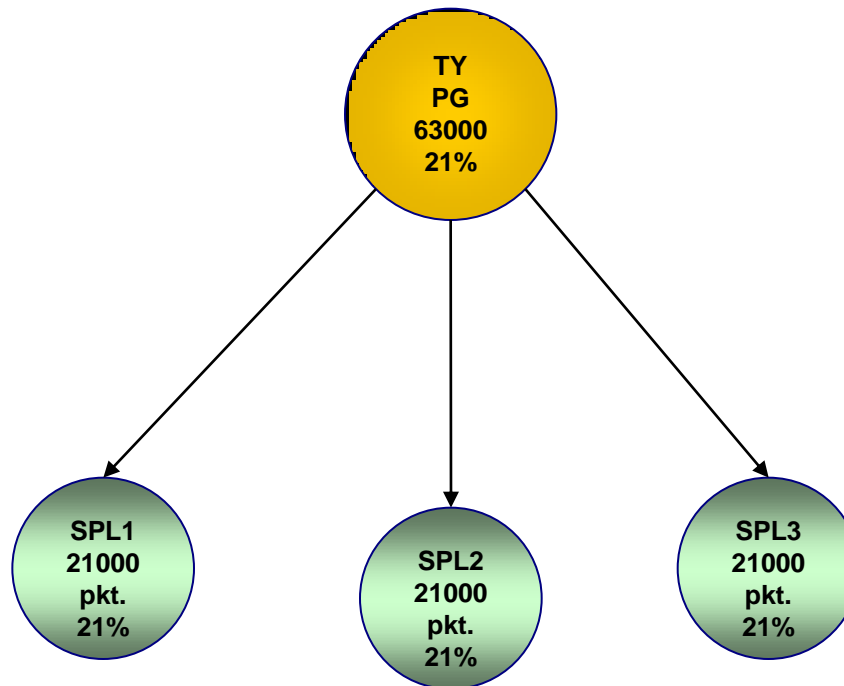 TY
PG
63000
21%
SPL1
21000
pkt.
21%
SPL2
21000
pkt.
21%
SPL3
21000
pkt.
21%